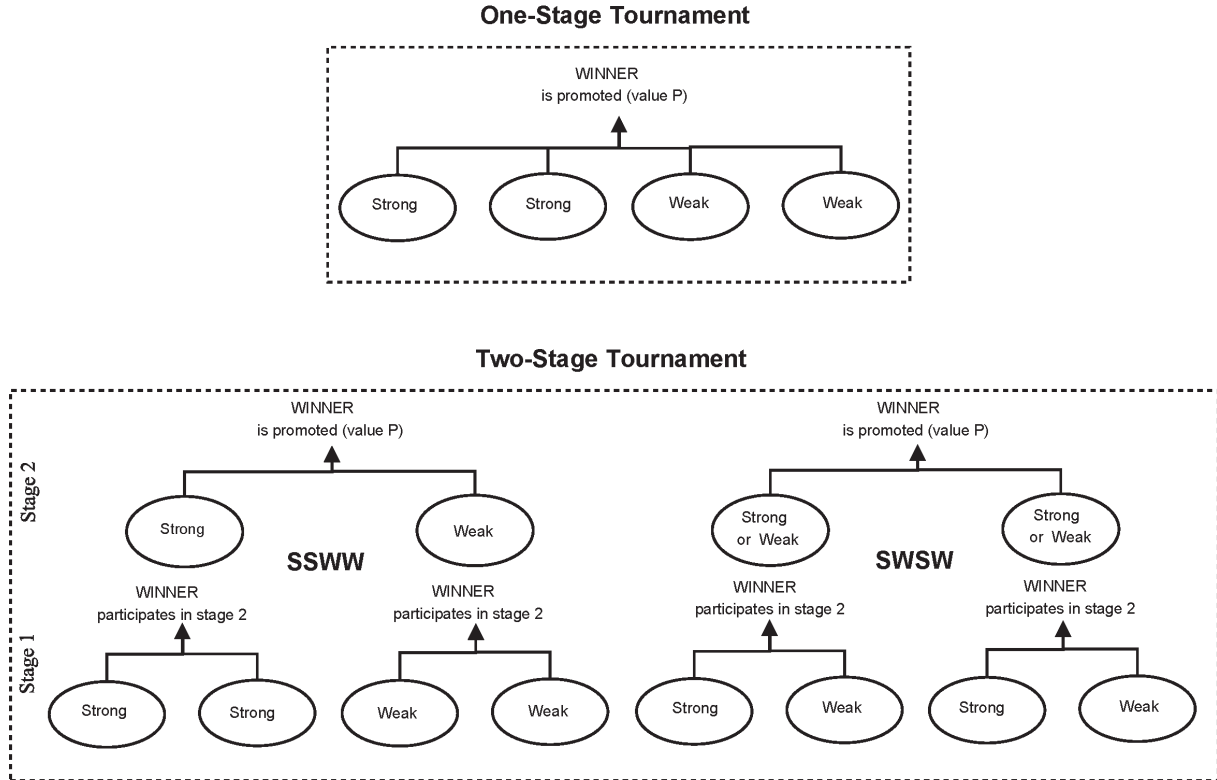 One-Stage Tournament
WINNER
is promoted (value P)
Strong
Strong
Weak
Weak
Two-Stage Tournament
Stage 2
WINNER
is promoted (value P)
Strong
Weak
SSWW
WINNER
is promoted (value P)
Strong
or Weak
Strong
or Weak
SWSW
Stage 1
WINNER
participates in stage 2
WINNER
participates in stage 2
WINNER
participates in stage 2
WINNER
participates in stage 2
Strong
Strong
Weak
Weak
Strong
Weak
Strong
Weak